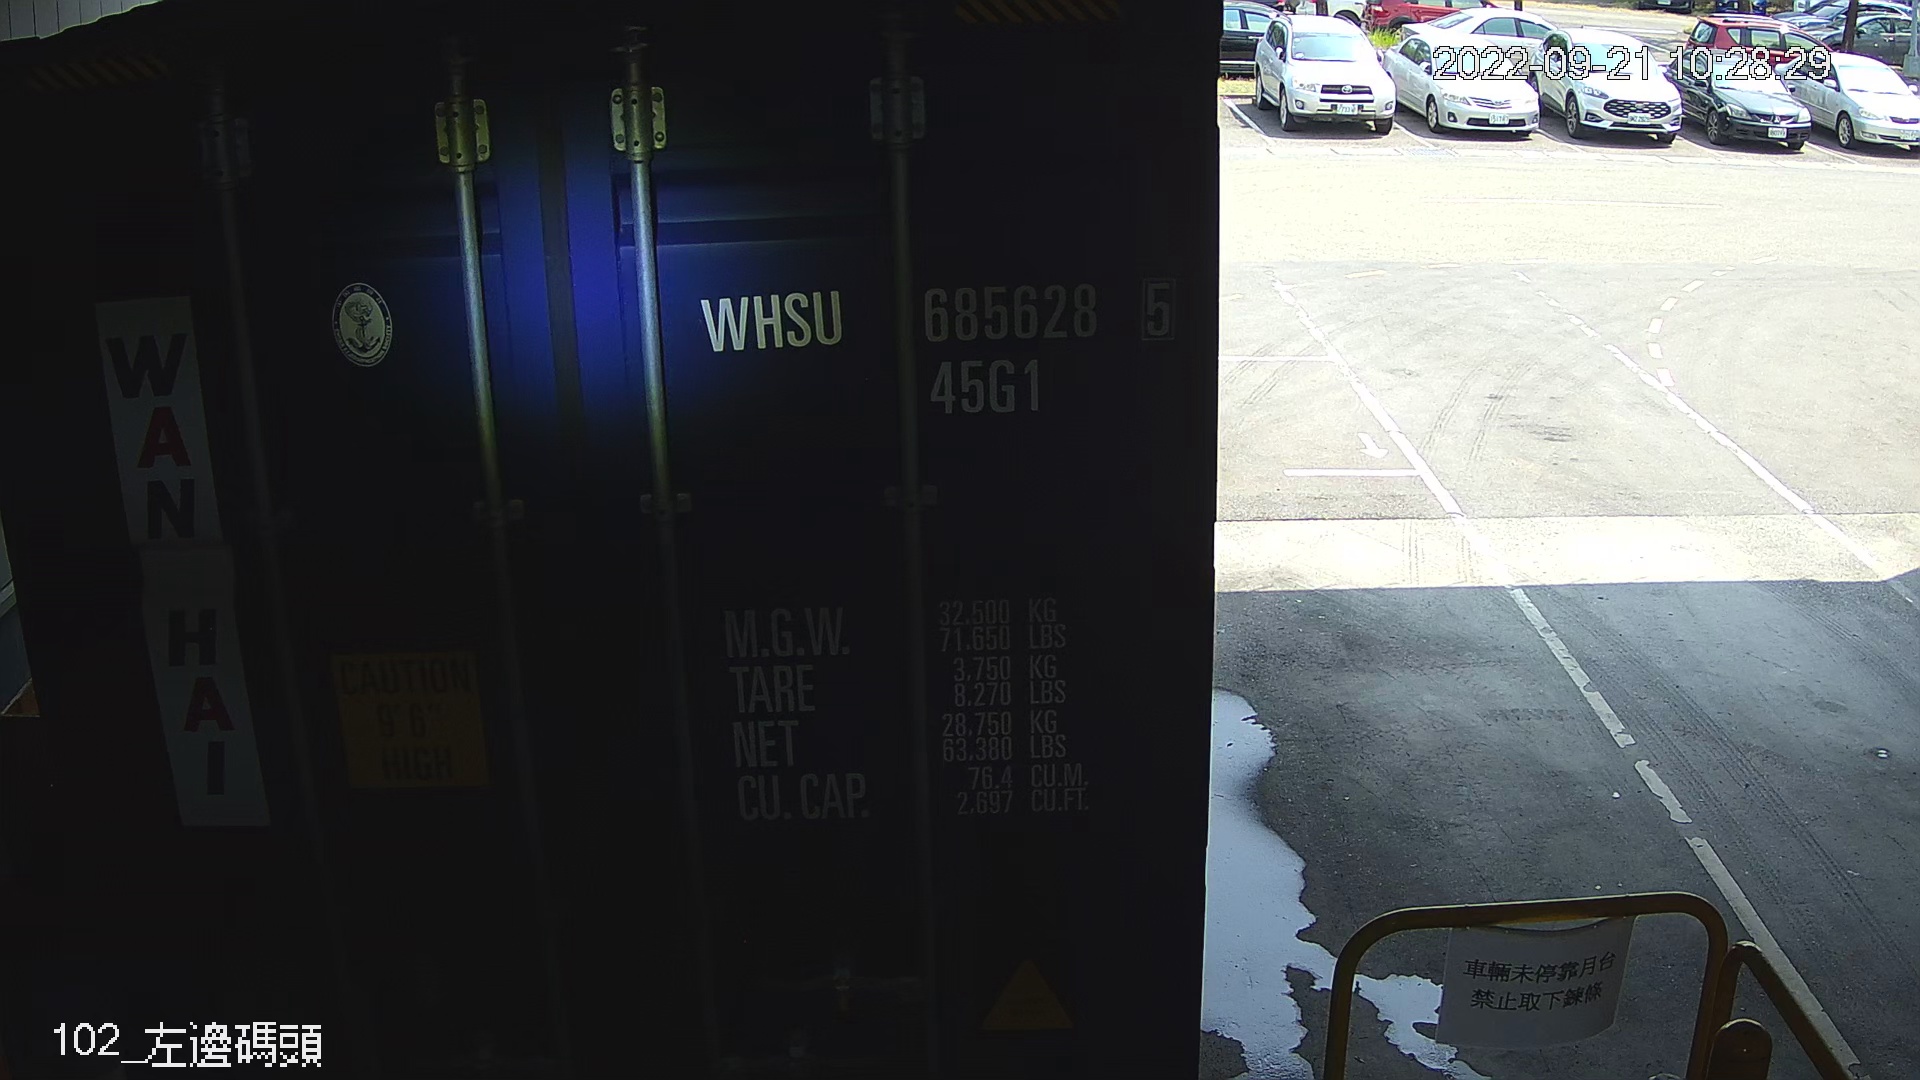 2022-09-21 10:28:29
WHSU 685628 5
45G1
WAN HAI
CAUTION
9'6"
HIGH
M.G.W. 32.500 KG
71.650 LBS
TARE 3,750 KG
8.270 LBS
NET 28,750 KG
63.380 LBS
CU. CAP. 76.4 CU.M.
2.697 CU.FT.
車輛未停靠月台
禁止取下鍊條
102_左邊碼頭